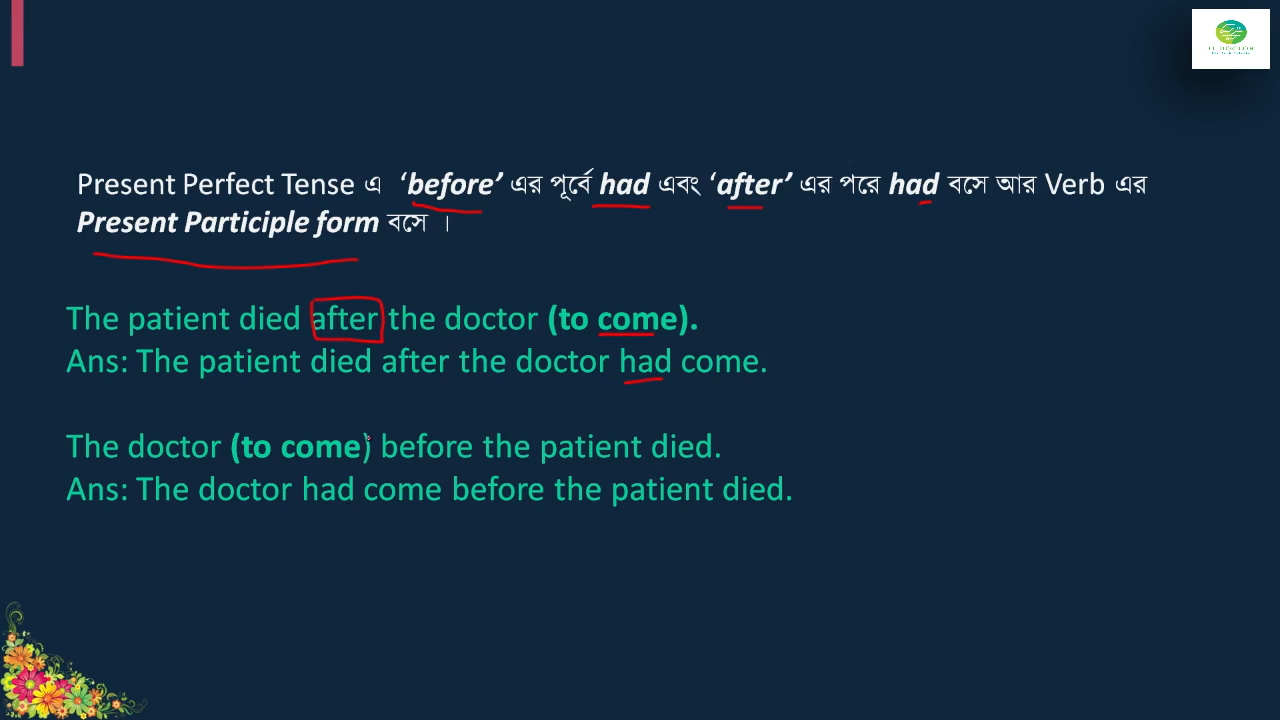 Present Perfect Tense এ ‘before’ এর পূর্বে had এবং ‘after’ এর পরে had বসে আর Verb এর
Present Participle form বসে ।
The patient died after the doctor (to come).
Ans: The patient died after the doctor had come.
The doctor (to come) before the patient died.
Ans: The doctor had come before the patient died.